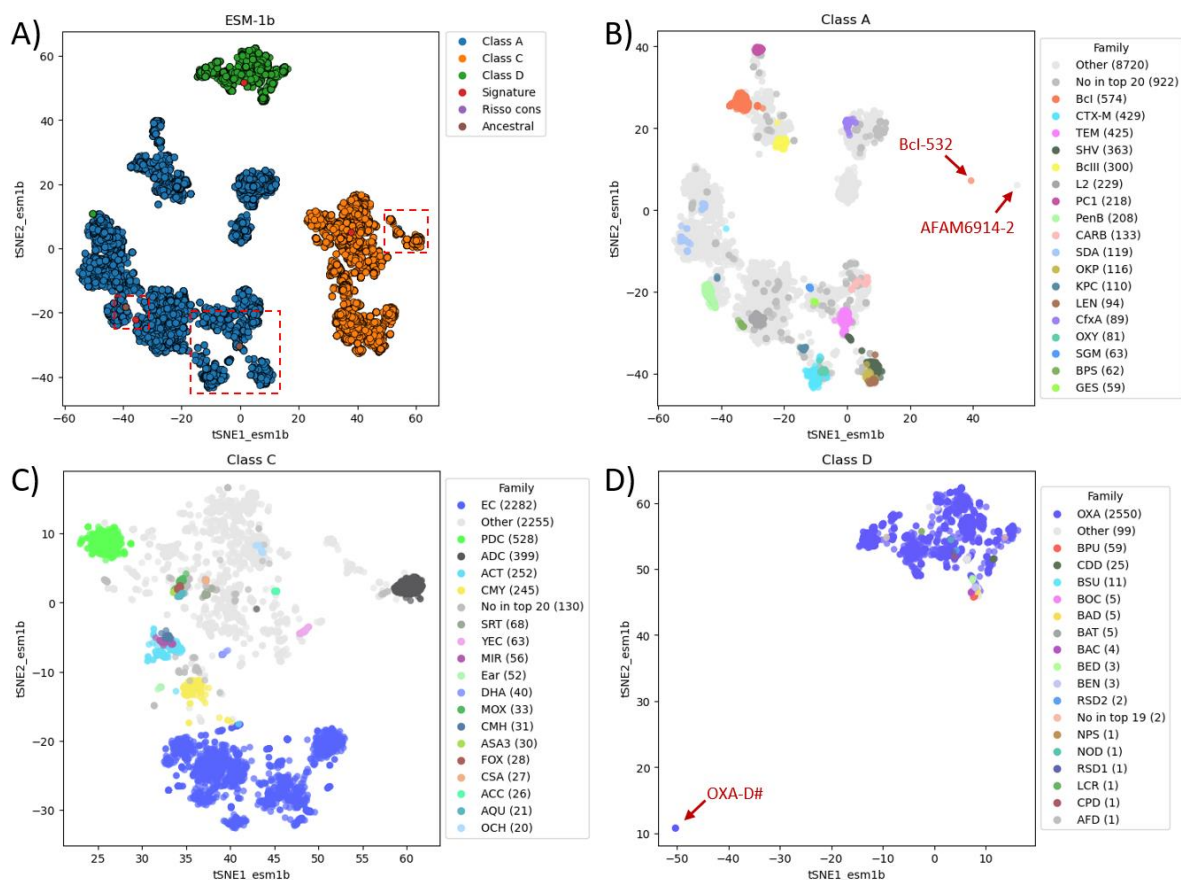 A)
ESM-1b
Class A
Class C
Class D
Signature
Risso cons
Ancestral
60
40
20
0
−20
−40
−60
−40
−20
0
20
40
60
tSNE1_esm1b
tSNE2_esm1b
B)
Class A
Family
Other (8720)
No in top 20 (922)
BcI (574)
CTX-M (429)
TEM (425)
SHV (363)
BcIII (300)
L2 (229)
PC1 (218)
PenB (208)
CARB (133)
SDA (119)
OKP (116)
KPC (110)
LEN (94)
CfxA (89)
OXY (81)
SGM (63)
BPS (62)
GES (59)
BcI-532
AFAM6914-2
40
20
0
−20
−40
−40
−20
0
20
40
tSNE1_esm1b
tSNE2_esm1b
C)
Class C
Family
EC (2282)
Other (2255)
PDC (528)
ADC (399)
ACT (252)
CMY (245)
No in top 20 (130)
SRT (68)
YEC (63)
MIR (56)
Ear (52)
DHA (40)
MOX (33)
CMH (31)
ASA3 (30)
FOX (28)
CSA (27)
ACC (26)
AQU (21)
OCH (20)
10
0
−10
−20
−30
25
30
35
40
45
50
55
60
tSNE1_esm1b
tSNE2_esm1b
D)
Class D
Family
OXA (2550)
Other (99)
BPU (59)
CDD (25)
BSU (11)
BOC (5)
BAD (5)
BAT (5)
BAC (4)
BED (3)
BEN (3)
RSD2 (2)
No in top 19 (2)
NPS (1)
NOD (1)
RSD1 (1)
LCR (1)
CPD (1)
AFD (1)
OXA-D#
60
50
40
30
20
10
−50
−40
−30
−20
−10
0
10
tSNE1_esm1b
tSNE2_esm1b